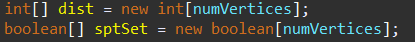 int[] dist = new int[numVertices];
boolean[] sptSet = new boolean[numVertices];